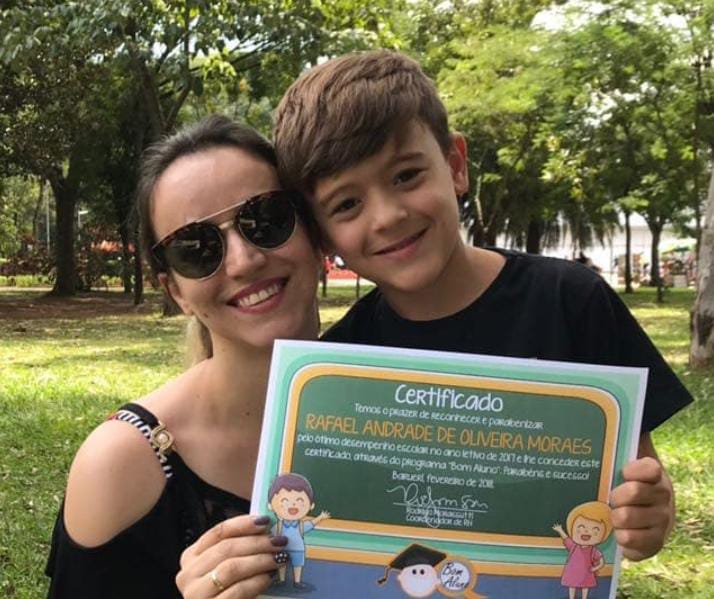 Certificado
Temos o prazer de reconhecer e parabenizar
RAFAEL ANDRADE DE OLIVEIRA MORAES
pelo ótimo desempenho escolar no ano letivo de 2017 e lhe conceder este
certificado, através do programa "Bom Aluno". Parabéns e sucesso!
Barueri, fevereiro de 2018.
Rodrigo Morassutti
Coordenador de RH
Bom
Aluno